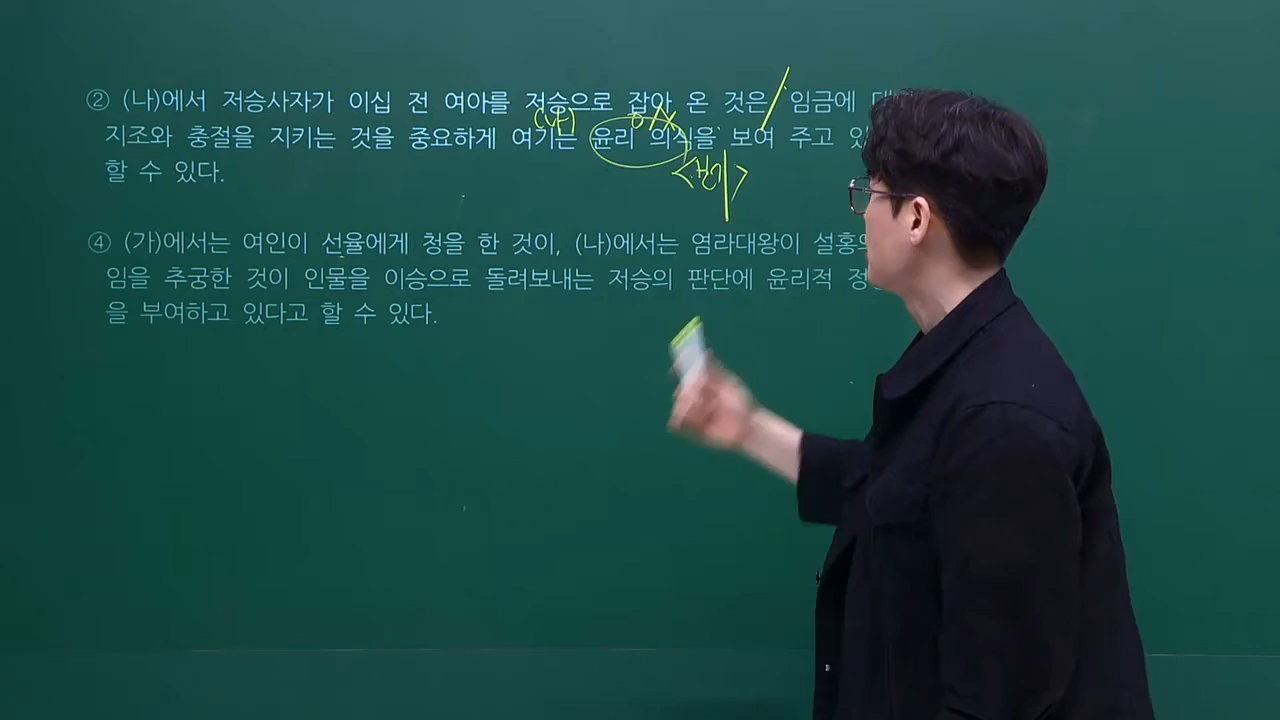 ② (나)에서 저승사자가 이십 전 여아를 저승으로 잡아 온 것은 임금에
(나) O/X
지조와 충절을 지키는 것을 중요하게 여기는 윤리 의식을 보여 주고
할 수 있다.
④ (가)에서는 여인이 선율에게 청을 한 것이, (나)에서는 염라대왕이 설홍의
임을 추궁한 것이 인물을 이승으로 돌려보내는 저승의 판단에 윤리적
을 부여하고 있다고 할 수 있다.